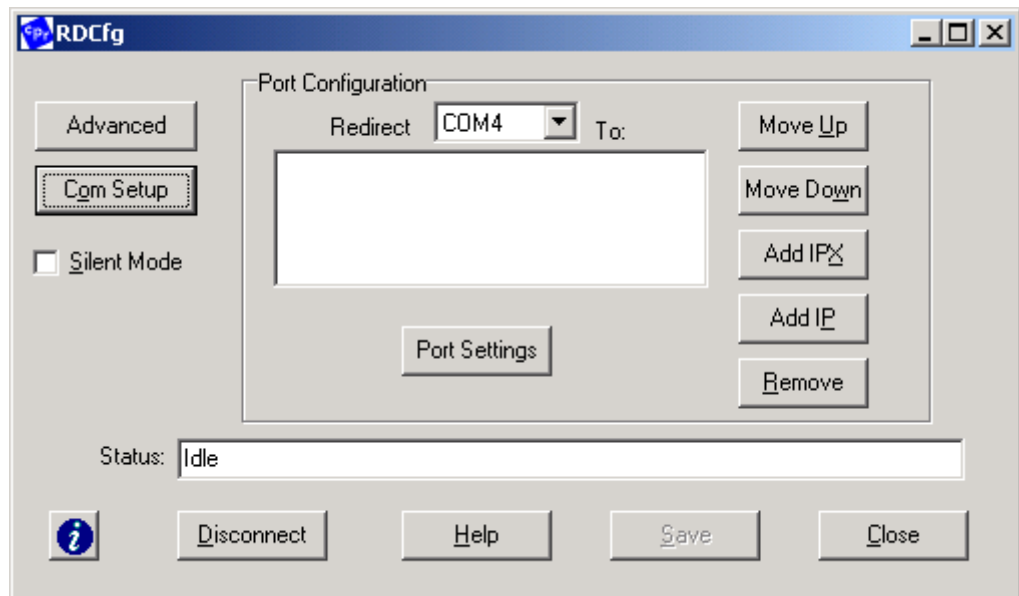 CPr RDCfg
Port Configuration
Advanced
Redirect COM4 To:
Move Up
Com Setup
Move Down
Silent Mode
Add IPX
Add IP
Port Settings
Remove
Status: Idle
Disconnect
Help
Save
Close